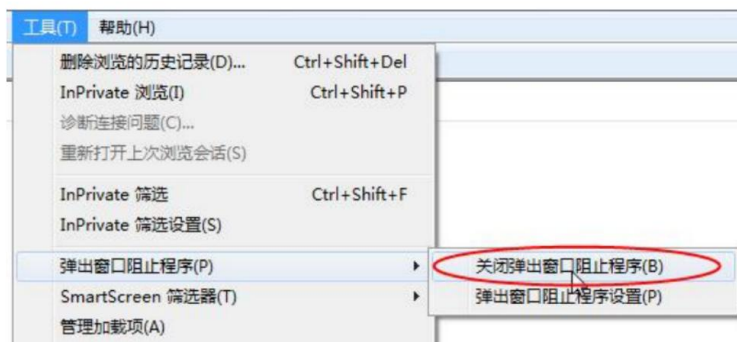 工具(T) 帮助(H)
删除浏览的历史记录(D)... Ctrl+Shift+Del
InPrivate 浏览(I) Ctrl+Shift+P
诊断连接问题(C)...
重新打开上次浏览会话(S)
InPrivate 筛选 Ctrl+Shift+F
InPrivate 筛选设置(S)
弹出窗口阻止程序(P) 关闭弹出窗口阻止程序(B)
SmartScreen 筛选器(T) 弹出窗口阻止程序设置(P)
管理加载项(A)